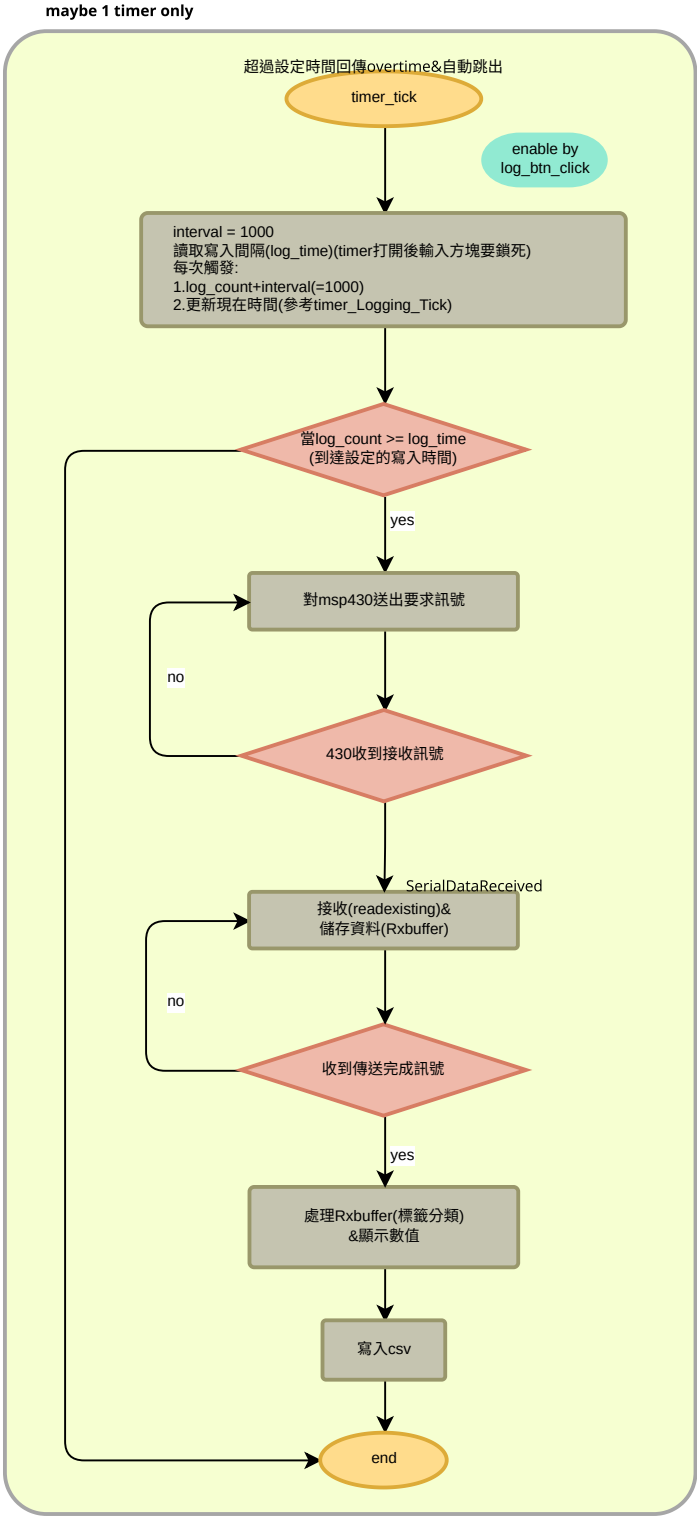 maybe 1 timer only
超過設定時間回傳overtime&自動跳出
timer_tick
enable by
log_btn_click
interval = 1000
讀取寫入間隔(log_time)(timer打開後輸入方塊要鎖死)
每次觸發:
1.log_count+interval(=1000)
2.更新現在時間(參考timer_Logging_Tick)
當log_count >= log_time
(到達設定的寫入時間)
yes
對msp430送出要求訊號
no
430收到接收訊號
SerialDataReceived
接收(readexisting)&
儲存資料(Rxbuffer)
no
收到傳送完成訊號
yes
處理Rxbuffer(標籤分類)
&顯示數值
寫入csv
end